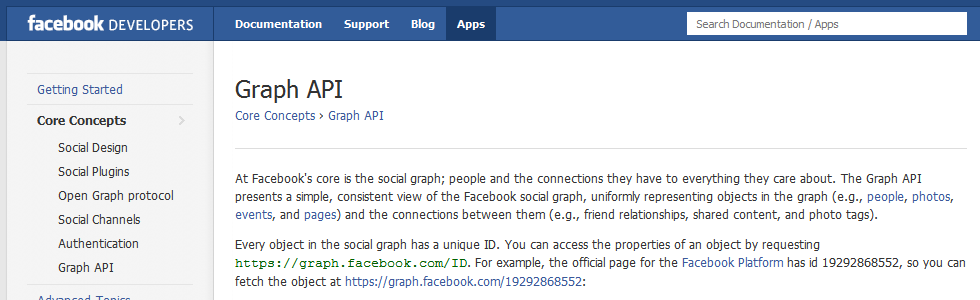 facebook DEVELOPERS Documentation Support Blog Apps Search Documentation / Apps
Getting Started
Core Concepts
Social Design
Social Plugins
Open Graph protocol
Social Channels
Authentication
Graph API
Advanced Topics
Graph API
Core Concepts › Graph API
At Facebook's core is the social graph; people and the connections they have to everything they care about. The Graph API
presents a simple, consistent view of the Facebook social graph, uniformly representing objects in the graph (e.g., people, photos,
events, and pages) and the connections between them (e.g., friend relationships, shared content, and photo tags).
Every object in the social graph has a unique ID. You can access the properties of an object by requesting
https://graph.facebook.com/ID. For example, the official page for the Facebook Platform has id 19292868552, so you can
fetch the object at https://graph.facebook.com/19292868552: